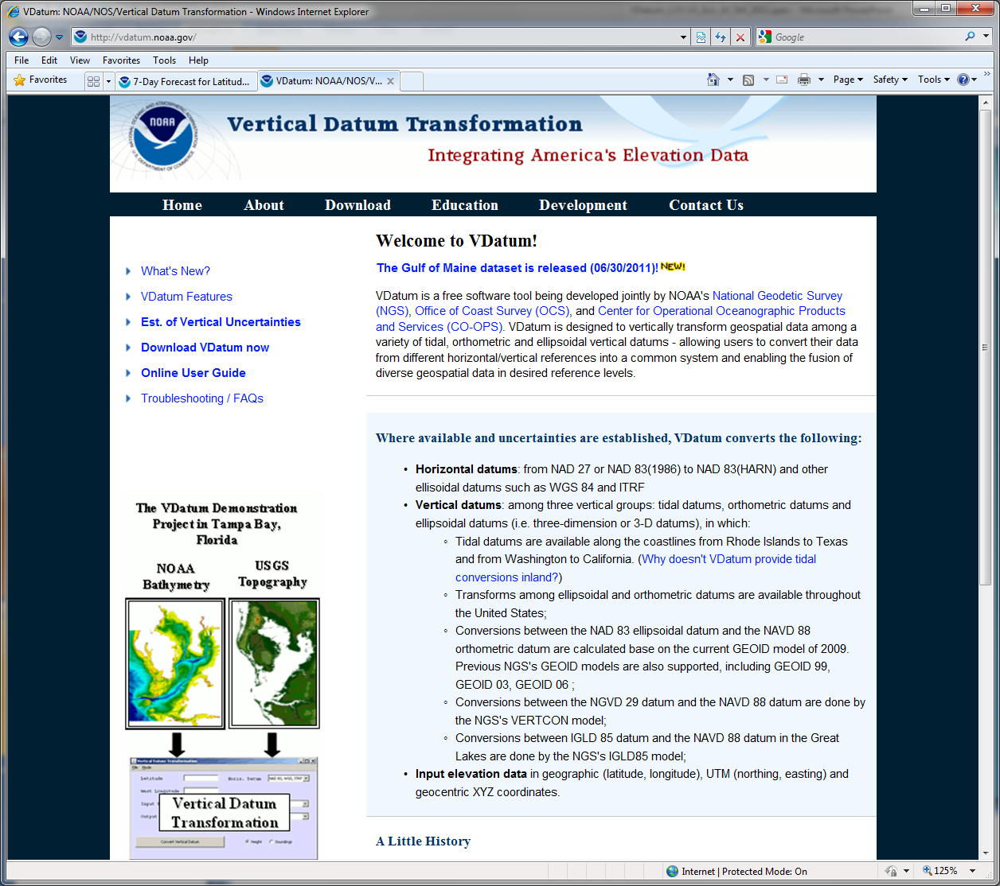 VDatum: NOAA/NOS/Vertical Datum Transformation - Windows Internet Explorer
http://vdatum.noaa.gov/
Google
File Edit View Favorites Tools Help
Favorites
7-Day Forecast for Latitud...
VDatum: NOAA/NOS/V...
Page Safety Tools
NOAA
Vertical Datum Transformation
Integrating America's Elevation Data
Home About Download Education Development Contact Us
What's New?
VDatum Features
Est. of Vertical Uncertainties
Download VDatum now
Online User Guide
Troubleshooting / FAQs
The VDatum Demonstration
Project in Tampa Bay,
Florida
NOAA
Bathymetry
USGS
Topography
Vertical Datum Transformation
Latitude
Horiz. Datum
West Longitude
Input
Output
Vertical Datum
Transformation
Convert Vertical Datum
Height
Soundings
Welcome to VDatum!
The Gulf of Maine dataset is released (06/30/2011)! NEW!
VDatum is a free software tool being developed jointly by NOAA's National Geodetic Survey
(NGS), Office of Coast Survey (OCS), and Center for Operational Oceanographic Products
and Services (CO-OPS). VDatum is designed to vertically transform geospatial data among a
variety of tidal, orthometric and ellipsoidal vertical datums - allowing users to convert their data
from different horizontal/vertical references into a common system and enabling the fusion of
diverse geospatial data in desired reference levels.
Where available and uncertainties are established, VDatum converts the following:
• Horizontal datums: from NAD 27 or NAD 83(1986) to NAD 83(HARN) and other
ellisoidal datums such as WGS 84 and ITRF
• Vertical datums: among three vertical groups: tidal datums, orthometric datums and
ellipsoidal datums (i.e. three-dimension or 3-D datums), in which:
◦ Tidal datums are available along the coastlines from Rhode Islands to Texas
and from Washington to California. (Why doesn't VDatum provide tidal
conversions inland?)
◦ Transforms among ellipsoidal and orthometric datums are available throughout
the United States;
◦ Conversions between the NAD 83 ellipsoidal datum and the NAVD 88
orthometric datum are calculated base on the current GEOID model of 2009.
Previous NGS's GEOID models are also supported, including GEOID 99,
GEOID 03, GEOID 06 ;
◦ Conversions between the NGVD 29 datum and the NAVD 88 datum are done by
the NGS's VERTCON model;
◦ Conversions between IGLD 85 datum and the NAVD 88 datum in the Great
Lakes are done by the NGS's IGLD85 model;
• Input elevation data in geographic (latitude, longitude), UTM (northing, easting) and
geocentric XYZ coordinates.
A Little History
Internet | Protected Mode: On
125%